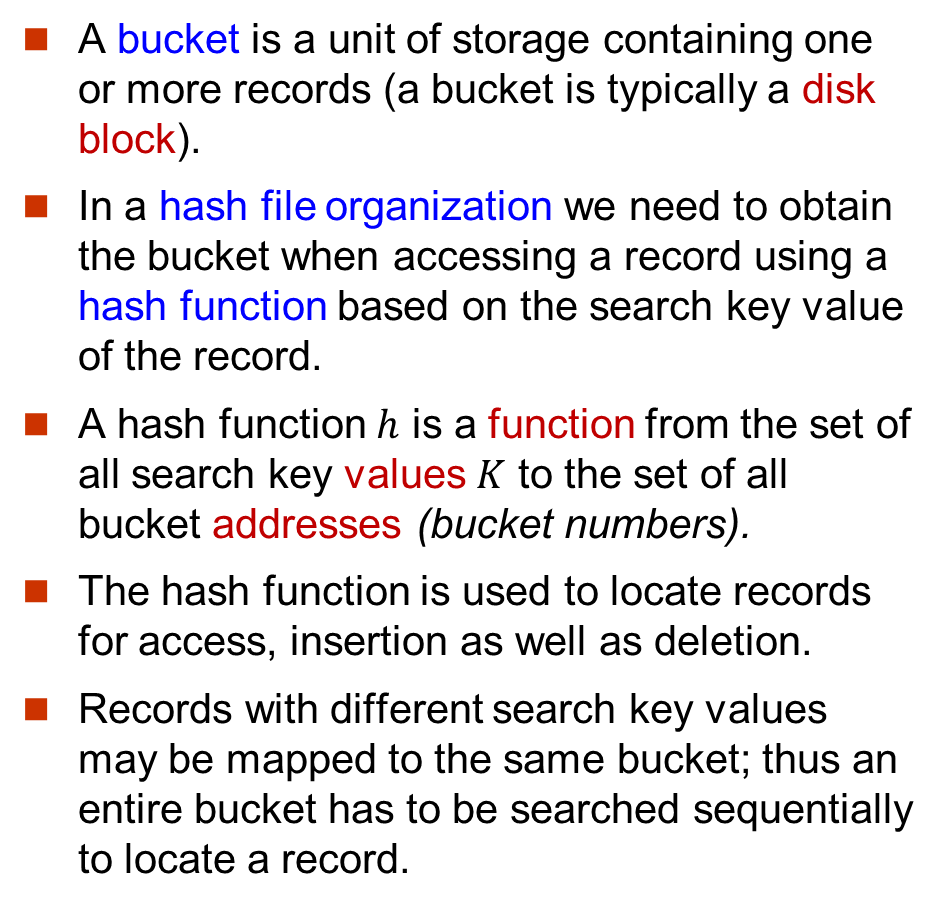 A bucket is a unit of storage containing one
or more records (a bucket is typically a disk
block).
In a hash file organization we need to obtain
the bucket when accessing a record using a
hash function based on the search key value
of the record.
A hash function h is a function from the set of
all search key values K to the set of all
bucket addresses (bucket numbers).
The hash function is used to locate records
for access, insertion as well as deletion.
Records with different search key values
may be mapped to the same bucket; thus an
entire bucket has to be searched sequentially
to locate a record.